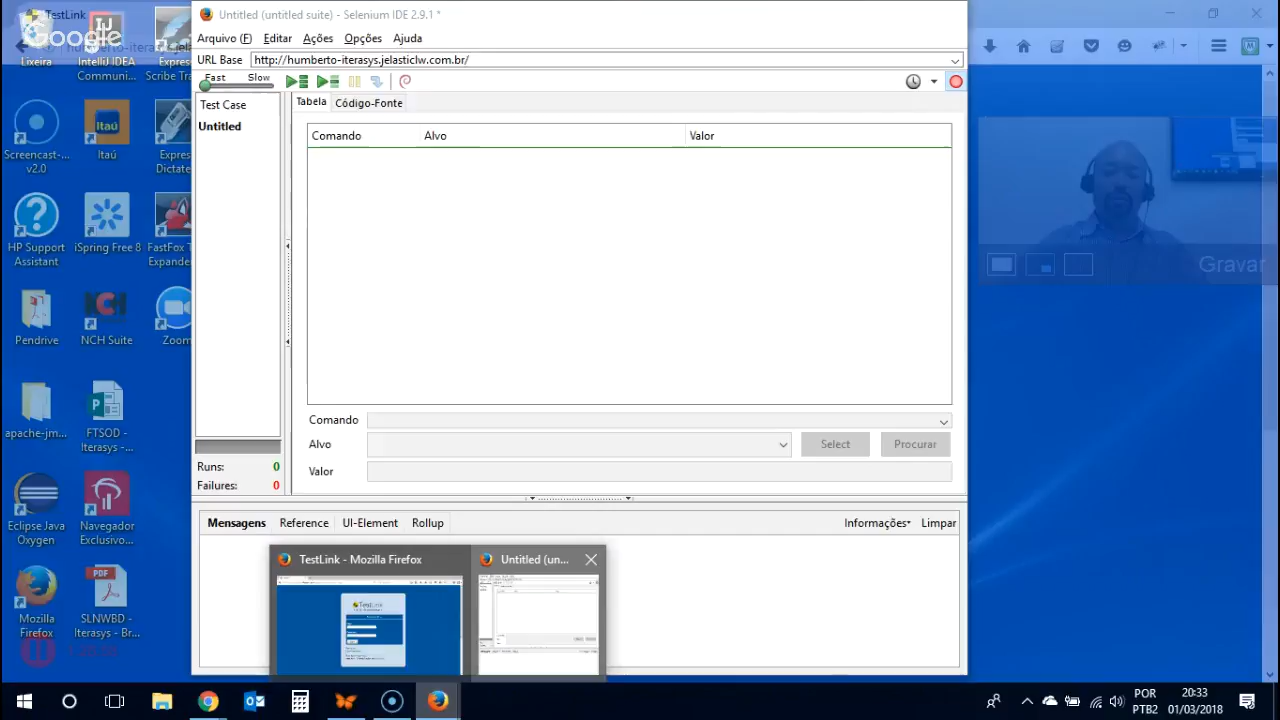 TestLink
Google
humberto-iterasys.jela
Lixeira
IntelliJ IDEA
Communi...
Express
Scribe Tra
Screencast-...
v2.0
Itaú
Express
Dictate
HP Support
Assistant
iSpring Free 8
FastFox T
Expander
Pendrive
NCH Suite
Zoom
apache-jm...
FTSOD -
Iterasys -...
Eclipse Java
Oxygen
Navegador
Exclusivo...
Mozilla
Firefox
SLNWBD -
Iterasys - Br...
Untitled (untitled suite) - Selenium IDE 2.9.1 *
Arquivo (F) Editar Ações Opções Ajuda
URL Base http://humberto-iterasys.jelasticlw.com.br/
Fast Slow
Test Case
Untitled
Tabela Código-Fonte
Comando Alvo Valor
Comando
Alvo Select Procurar
Valor
Runs: 0
Failures: 0
Mensagens Reference UI-Element Rollup Informações Limpar
TestLink - Mozilla Firefox
Untitled (un...
TestLink
Gravar
POR
PTB2
20:33
01/03/2018